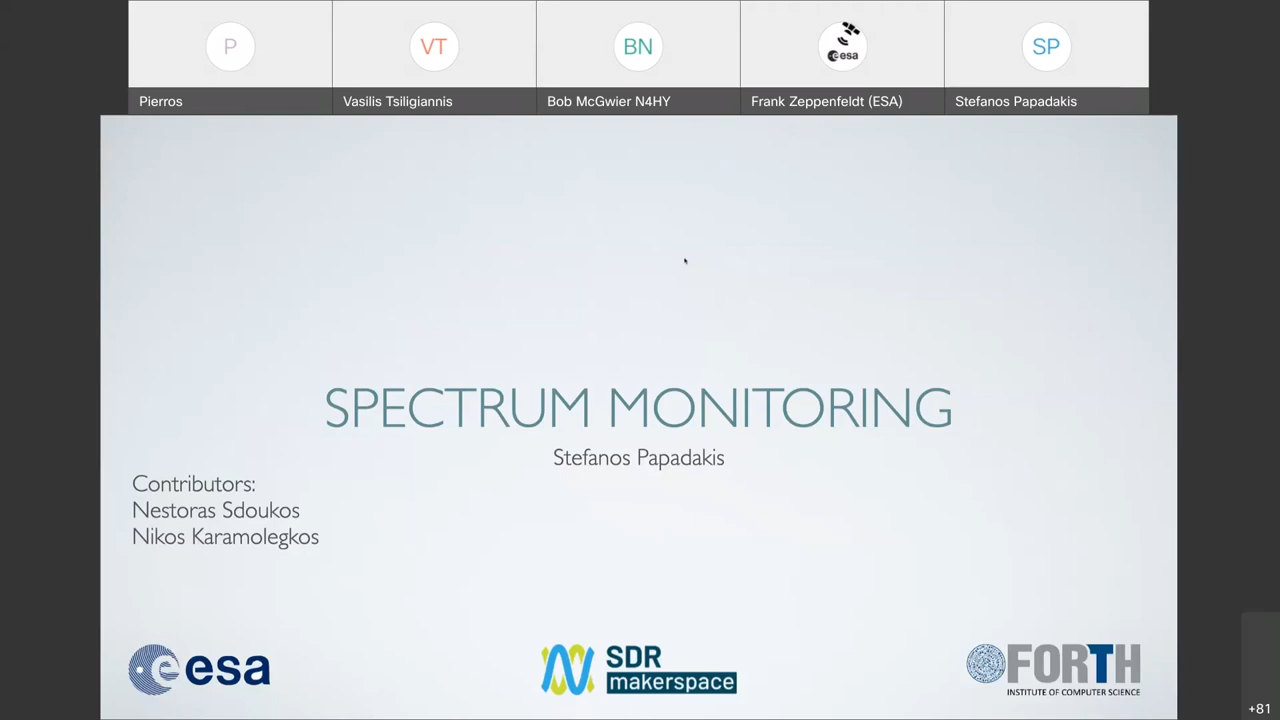 P
VT
BN
esa
SP
Pierros
Vasilis Tsiligiannis
Bob McGwier N4HY
Frank Zeppenfeldt (ESA)
Stefanos Papadakis
SPECTRUM MONITORING
Stefanos Papadakis
Contributors:
Nestoras Sdoukos
Nikos Karamolegkos
esa
SDR
makerspace
FORTH
INSTITUTE OF COMPUTER SCIENCE
+81